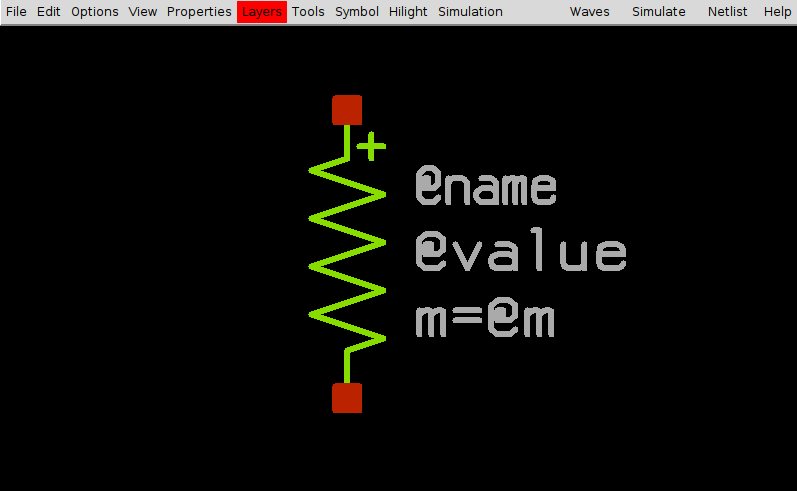 File Edit Options View Properties Layers Tools Symbol Hilight Simulation Waves Simulate Netlist Help
+
@name
@value
m=@m